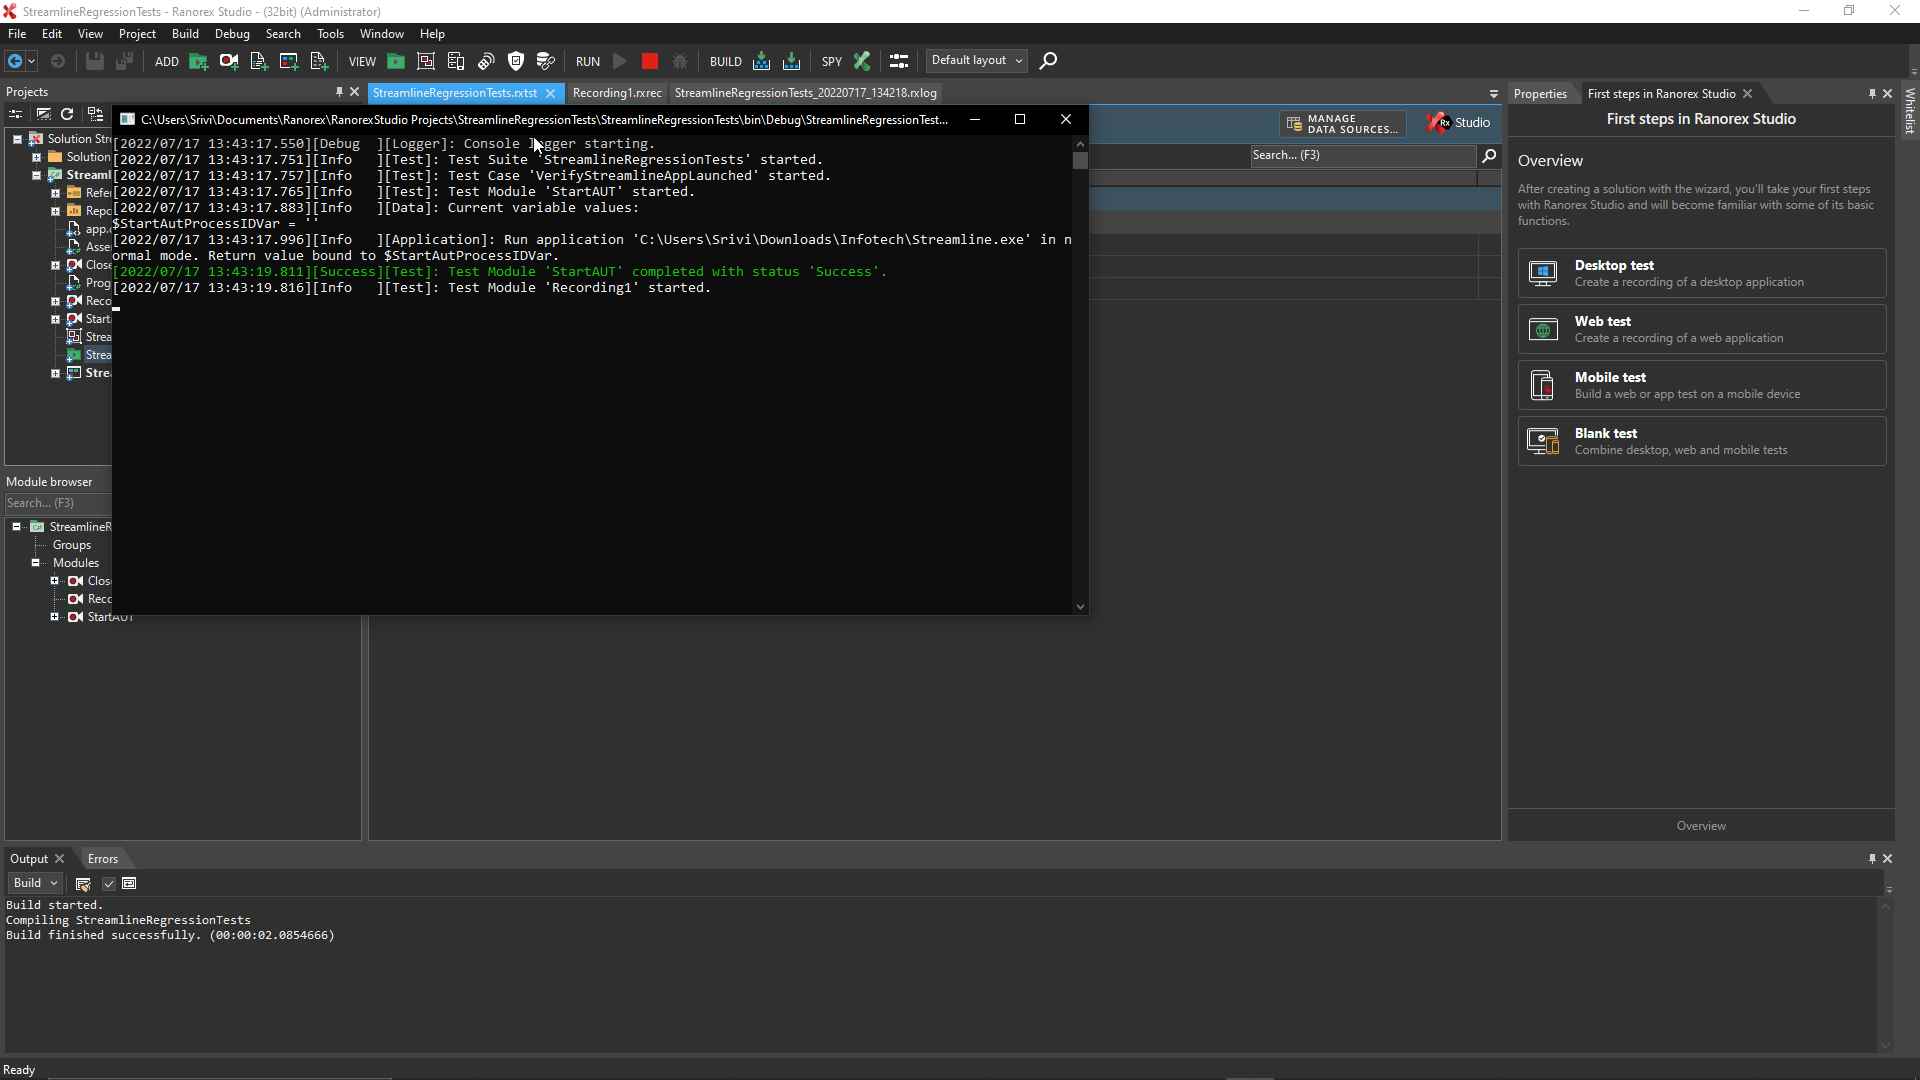 StreamlineRegressionTests - Ranorex Studio - (32bit) (Administrator)
File Edit View Project Build Debug Search Tools Window Help
ADD VIEW RUN BUILD SPY Default layout
Projects
StreamlineRegressionTests.rxtst Recording1.rxrec StreamlineRegressionTests_20220717_134218.rxlog
C:\Users\Srivi\Documents\Ranorex\RanorexStudio Projects\StreamlineRegressionTests\StreamlineRegressionTests\bin\Debug\StreamlineRegressionTest...
[2022/07/17 13:43:17.550][Debug  ][Logger]: Console logger starting.
[2022/07/17 13:43:17.751][Info   ][Test]: Test Suite 'StreamlineRegressionTests' started.
[2022/07/17 13:43:17.757][Info   ][Test]: Test Case 'VerifyStreamlineAppLaunched' started.
[2022/07/17 13:43:17.765][Info   ][Test]: Test Module 'StartAUT' started.
[2022/07/17 13:43:17.883][Info   ][Data]: Current variable values:
$StartAutProcessIDVar = ''
[2022/07/17 13:43:17.996][Info   ][Application]: Run application 'C:\Users\Srivi\Downloads\Infotech\Streamline.exe' in n
ormal mode. Return value bound to $StartAutProcessIDVar.
[2022/07/17 13:43:19.811][Success][Test]: Test Module 'StartAUT' completed with status 'Success'.
[2022/07/17 13:43:19.816][Info   ][Test]: Test Module 'Recording1' started.
Solution Stre
Solution
Streaml
Refe
Repo
app.c
Asse
Close
Prog
Reco
Start
Strea
Strea
Stre
Module browser
Search... (F3)
StreamlineR
Groups
Modules
Clos
Reco
StartAUT
MANAGE
DATA SOURCES...
Rx Studio
Search... (F3)
Properties First steps in Ranorex Studio
Whitelist
First steps in Ranorex Studio
Overview
After creating a solution with the wizard, you'll take your first steps
with Ranorex Studio and will become familiar with some of its basic
functions.
Desktop test
Create a recording of a desktop application
Web test
Create a recording of a web application
Mobile test
Build a web or app test on a mobile device
Blank test
Combine desktop, web and mobile tests
Overview
Output Errors
Build
Build started.
Compiling StreamlineRegressionTests
Build finished successfully. (00:00:02.0854666)
Ready